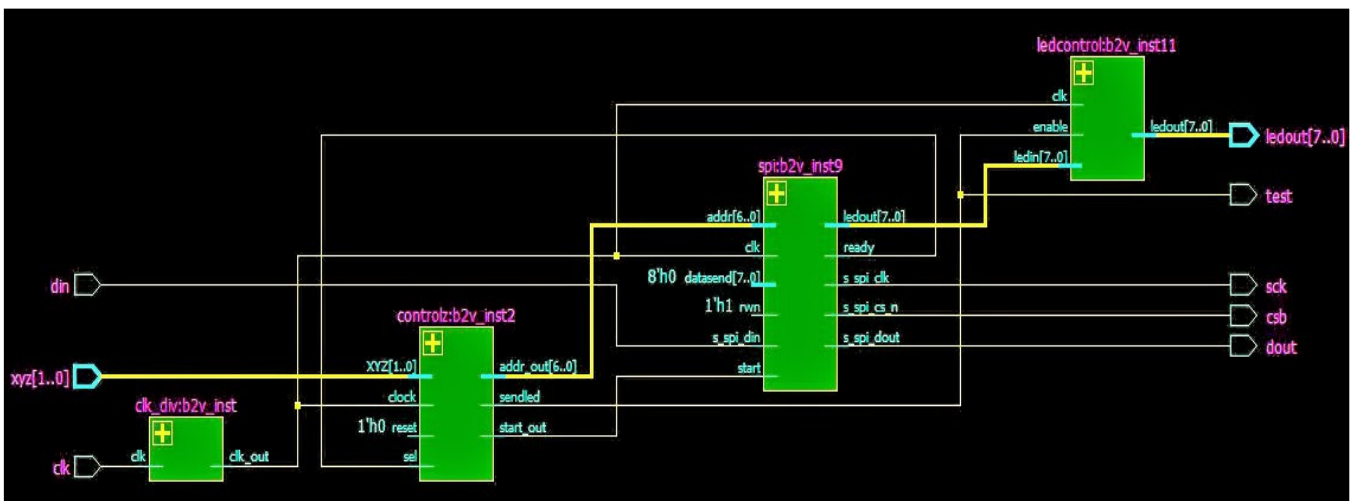 ledcontrol:b2v_inst11
clk
enable
ledin[7..0]
ledout[7..0]
ledout[7..0]
test
spi:b2v_inst9
addr[6..0]
clk
8'h0 datasend[7..0]
1'h1 rwn
s_spi_din
start
ledout[7..0]
ready
s_spi_clk
s_spi_cs_n
s_spi_dout
sck
csb
dout
din
controlz:b2v_inst2
XYZ[1..0]
clock
1'h0 reset
sel
addr_out[6..0]
sendled
start_out
xyz[1..0]
clk_div:b2v_inst
clk
clk
clk_out